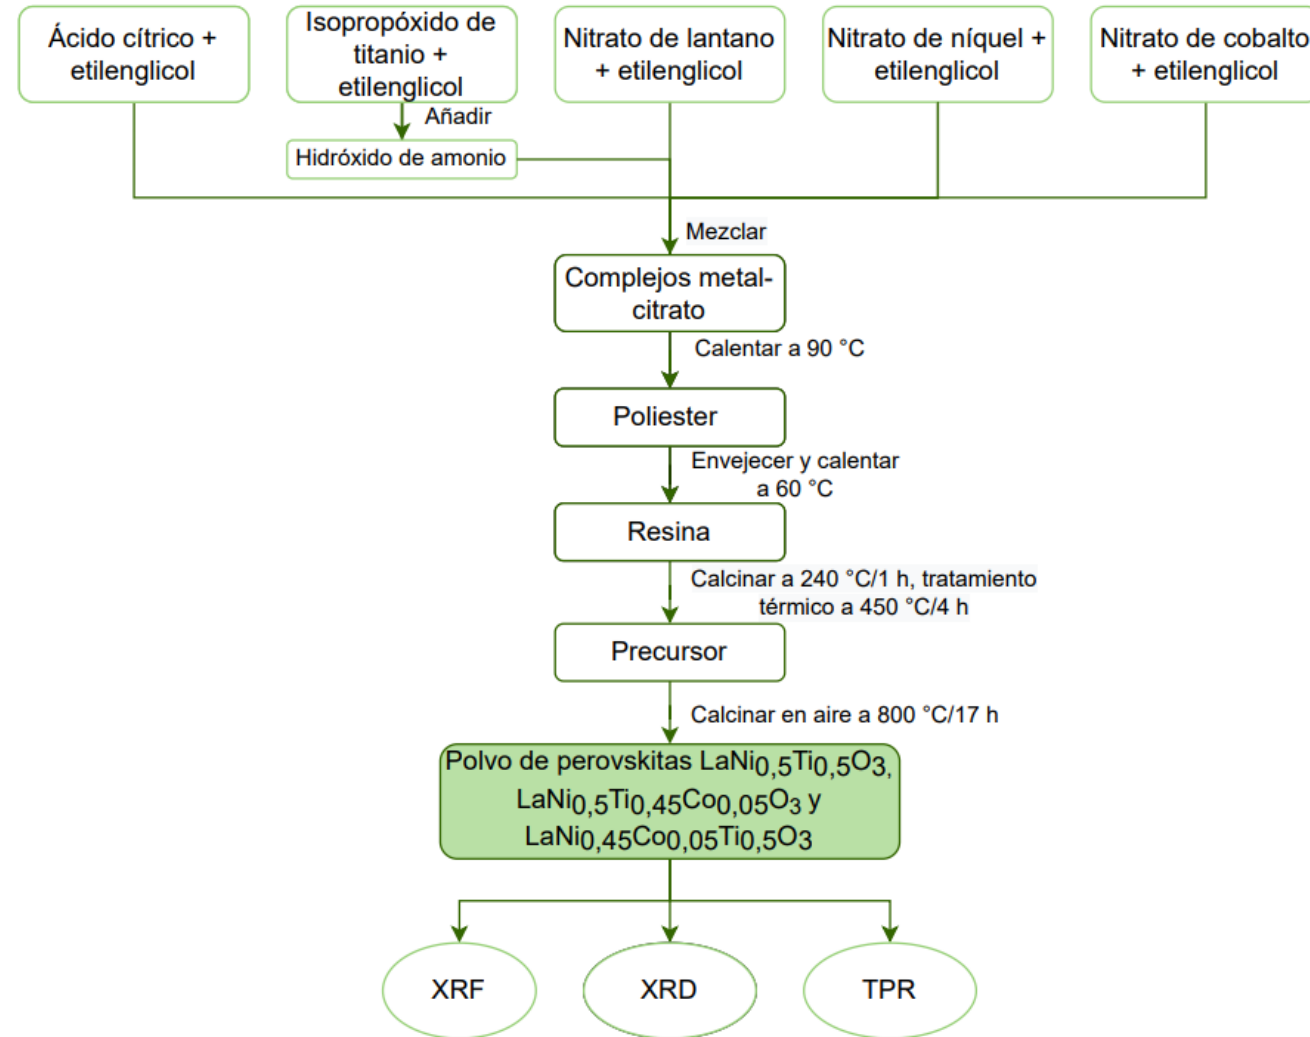 Ácido cítrico +
etilenglicol
Isopropóxido de
titanio +
etilenglicol
Nitrato de lantano
+ etilenglicol
Nitrato de níquel +
etilenglicol
Nitrato de cobalto
+ etilenglicol
Añadir
Hidróxido de amonio
Mezclar
Complejos metal-
citrato
Calentar a 90 °C
Poliester
Envejecer y calentar
a 60 °C
Resina
Calcinar a 240 °C/1 h, tratamiento
térmico a 450 °C/4 h
Precursor
Calcinar en aire a 800 °C/17 h
Polvo de perovskitas LaNi0,5Ti0,5O3,
LaNi0,5Ti0,45Co0,05O3 y
LaNi0,45Co0,05Ti0,5O3
XRF
XRD
TPR